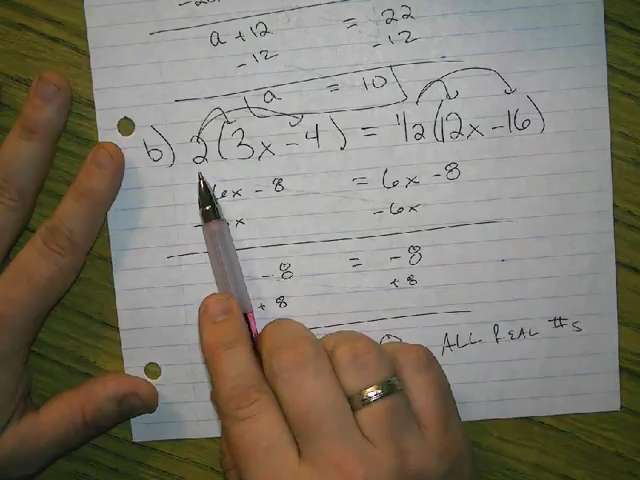 a + 12 = 22
-12 -12
a = 10
b) 2(3x - 4) = 1/2(12x - 16)
6x - 8 = 6x - 8
x - 6x
-8 = -8
+8 +8
ALL REAL #s